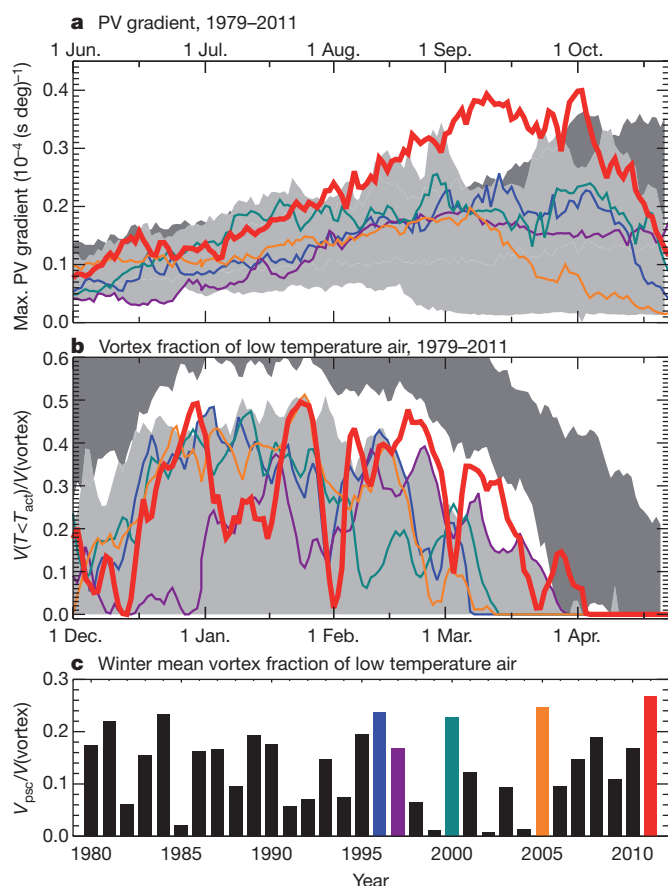 a PV gradient, 1979–2011
1 Jun. 1 Jul. 1 Aug. 1 Sep. 1 Oct.
Max. PV gradient (10⁻⁴ (s deg)⁻¹)
0.4
0.3
0.2
0.1
0.0
b Vortex fraction of low temperature air, 1979–2011
V(T<T_act)/V(vortex)
0.6
0.5
0.4
0.3
0.2
0.1
0.0
1 Dec. 1 Jan. 1 Feb. 1 Mar. 1 Apr.
c Winter mean vortex fraction of low temperature air
V_psc/V(vortex)
0.3
0.2
0.1
0.0
1980 1985 1990 1995 2000 2005 2010
Year